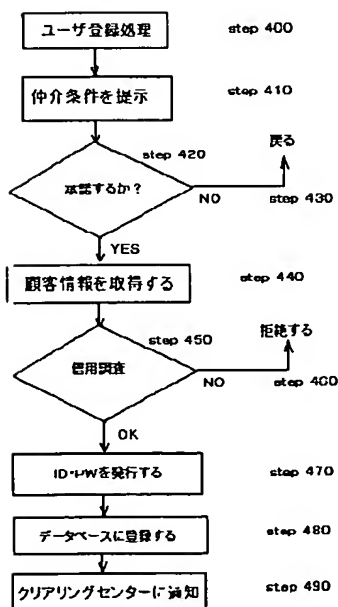 ユーザ登録処理 step 400
仲介条件を提示 step 410
step 420
戻る
承諾するか?
NO step 430
YES
顧客情報を取得する step 440
step 450
拒絶する
信用調査
NO step 460
OK
ID・PWを発行する step 470
データベースに登録する step 480
クリアリングセンターに通知 step 490